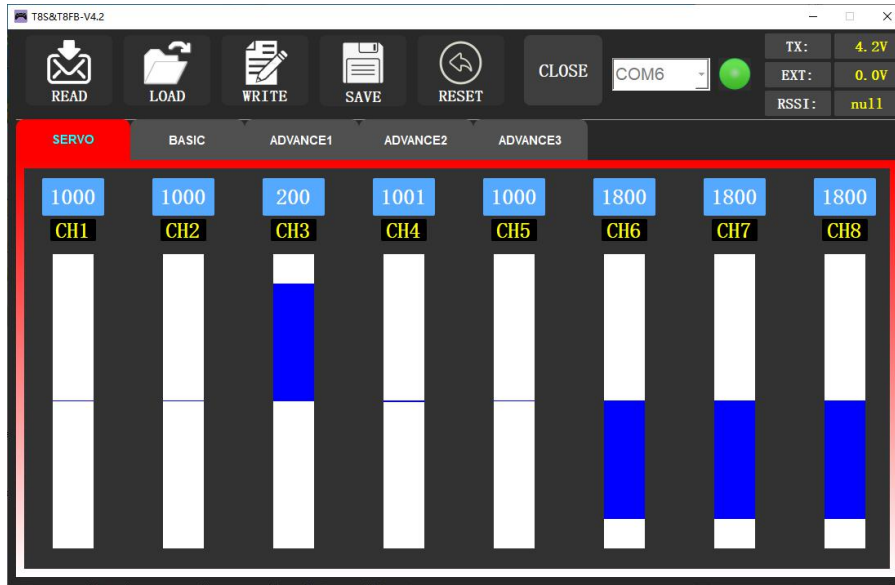 T8S&T8FB-V4.2
READ LOAD WRITE SAVE RESET CLOSE COM6
TX: 4.2V
EXT: 0.0V
RSSI: null
SERVO BASIC ADVANCE1 ADVANCE2 ADVANCE3
1000 1000 200 1001 1000 1800 1800 1800
CH1 CH2 CH3 CH4 CH5 CH6 CH7 CH8